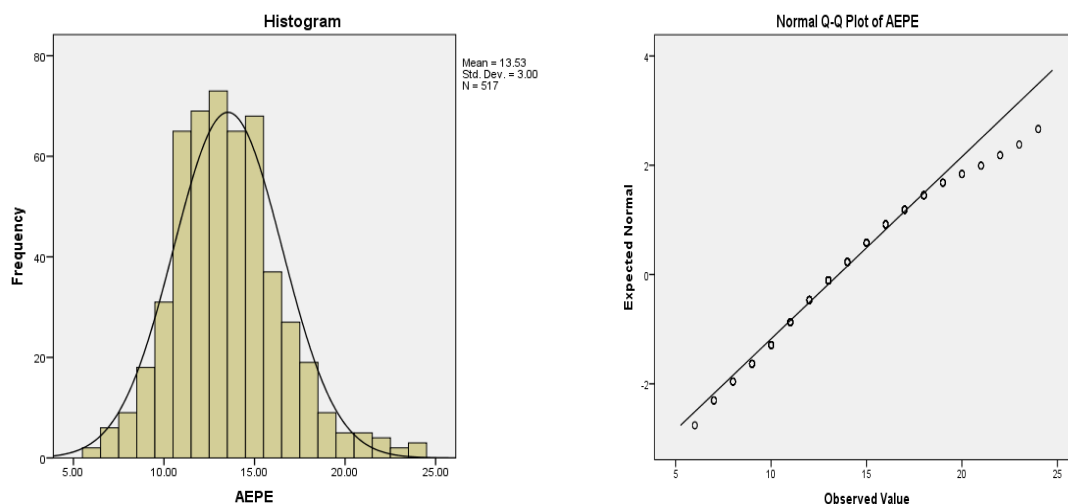 Histogram
Mean = 13.53
Std. Dev. = 3.00
N = 517
80
60
40
20
0
Frequency
5.00 10.00 15.00 20.00 25.00
AEPE
Normal Q-Q Plot of AEPE
4
2
0
-2
Expected Normal
5 10 15 20 25
Observed Value